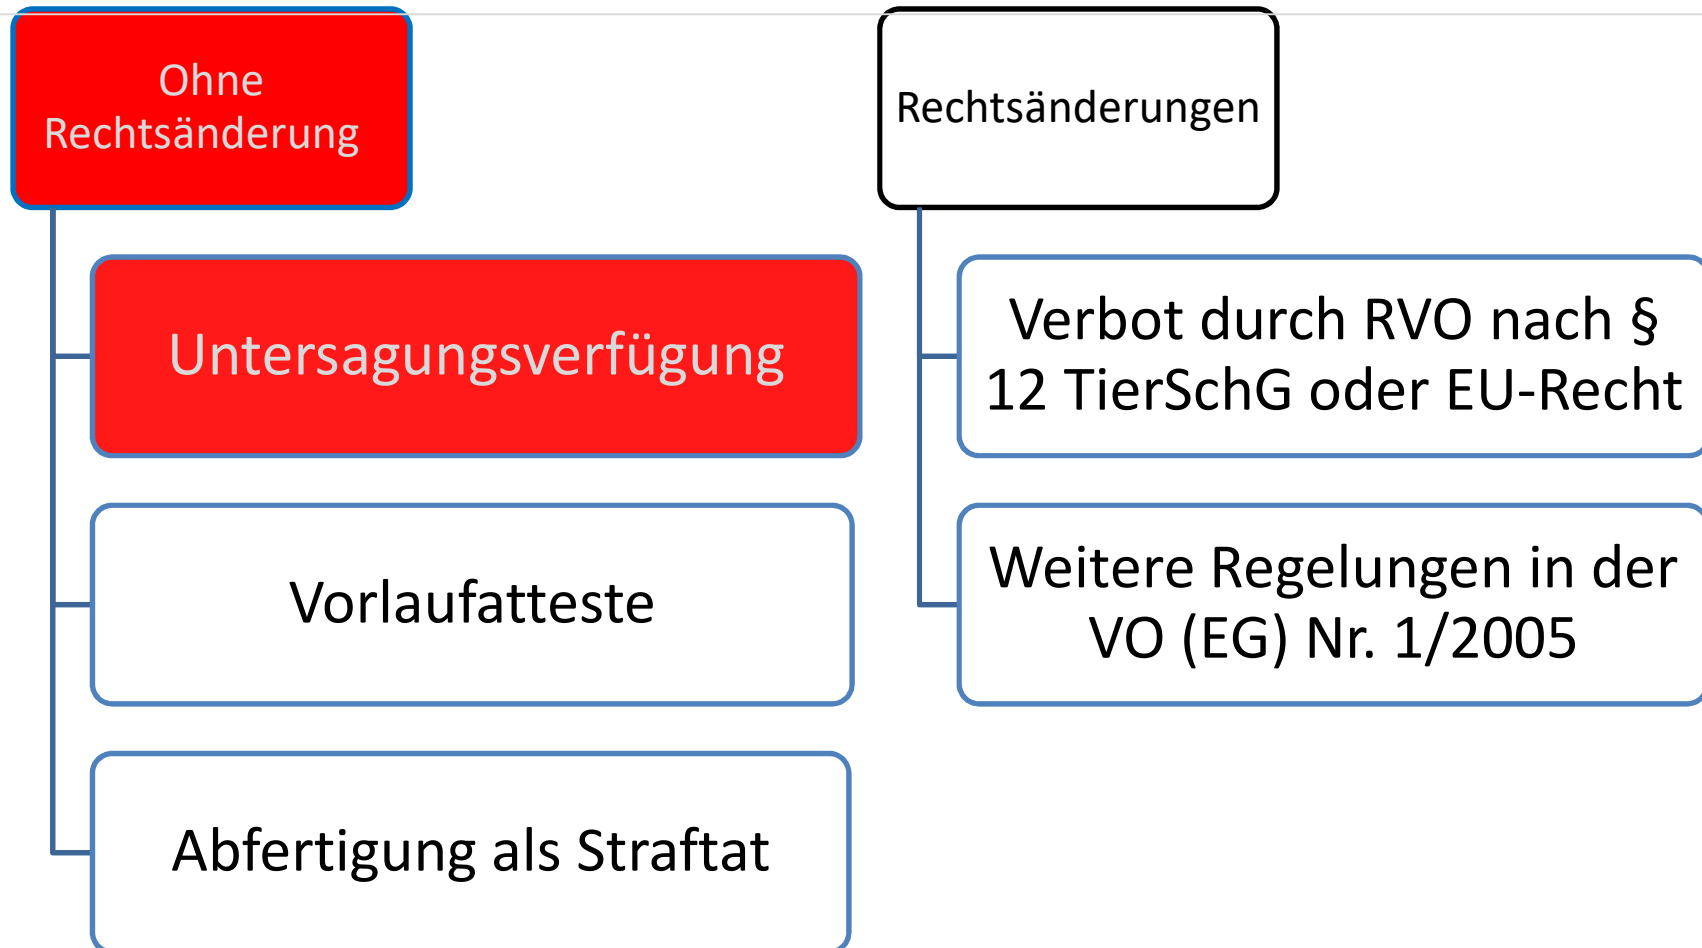 Ohne
Rechtsänderung
Untersagungsverfügung
Vorlaufatteste
Abfertigung als Straftat
Rechtsänderungen
Verbot durch RVO nach §
12 TierSchG oder EU-Recht
Weitere Regelungen in der
VO (EG) Nr. 1/2005